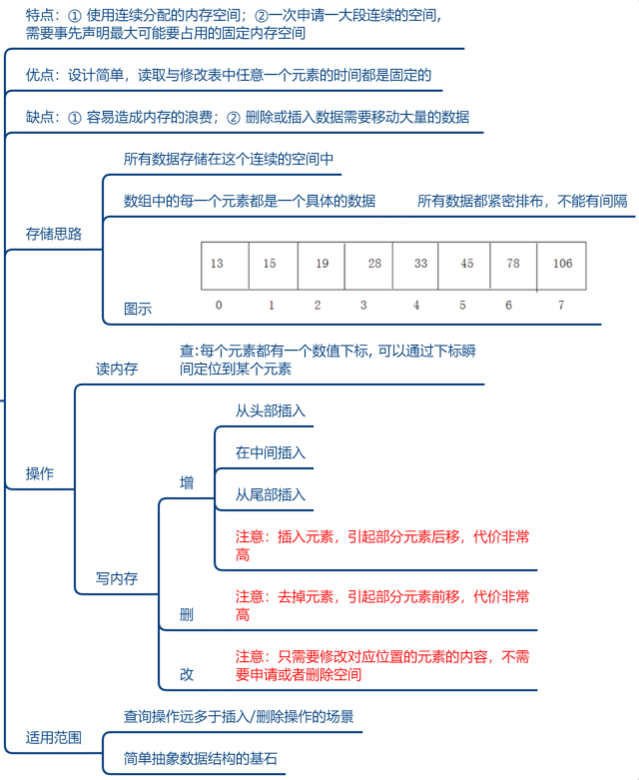 特点：① 使用连续分配的内存空间；②一次申请一大段连续的空间，
需要事先声明最大可能要占用的固定内存空间
优点：设计简单，读取与修改表中任意一个元素的时间都是固定的
缺点：① 容易造成内存的浪费；② 删除或插入数据需要移动大量的数据
存储思路
所有数据存储在这个连续的空间中
数组中的每一个元素都是一个具体的数据
所有数据都紧密排布，不能有间隔
图示
13 15 19 28 33 45 78 106
0 1 2 3 4 5 6 7
操作
读内存
查:每个元素都有一个数值下标, 可以通过下标瞬
间定位到某个元素
写内存
增
从头部插入
在中间插入
从尾部插入
注意：插入元素，引起部分元素后移，代价非常
高
删
注意：去掉元素，引起部分元素前移，代价非常
高
改
注意：只需要修改对应位置的元素的内容，不需
要申请或者删除空间
适用范围
查询操作远多于插入/删除操作的场景
简单抽象数据结构的基石